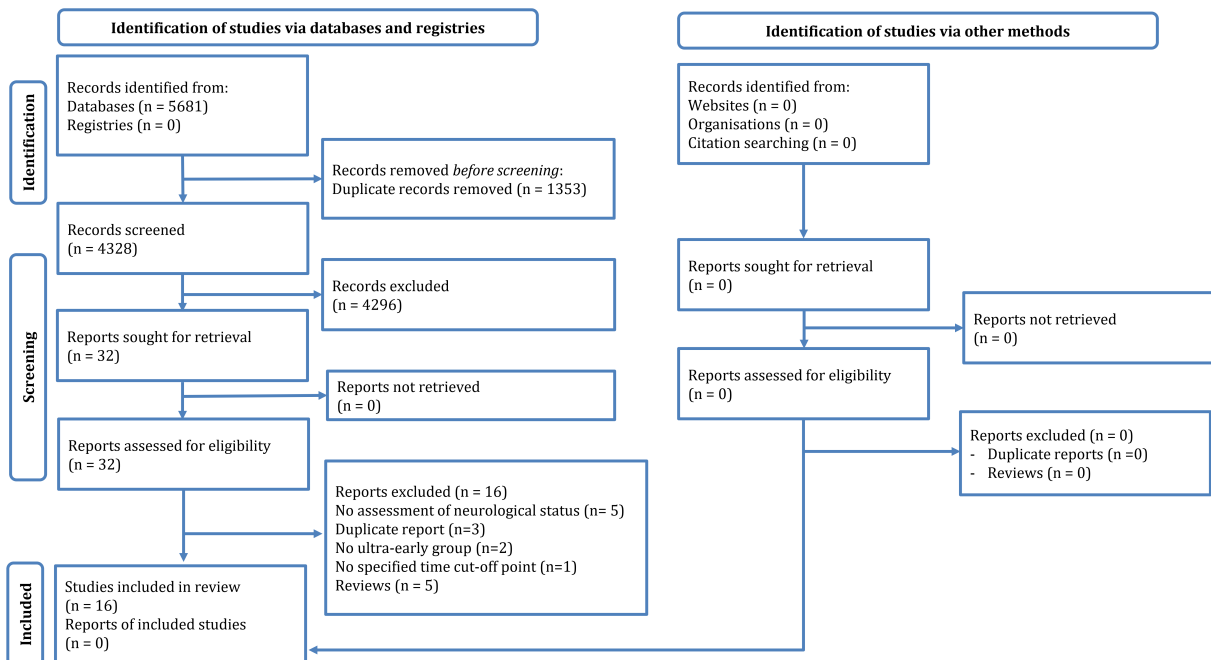 Identification of studies via databases and registries
Identification of studies via other methods
Identification
Records identified from:
Databases (n = 5681)
Registries (n = 0)
Records removed before screening:
Duplicate records removed (n = 1353)
Screening
Records screened
(n = 4328)
Records excluded
(n = 4296)
Reports sought for retrieval
(n = 32)
Reports not retrieved
(n = 0)
Reports assessed for eligibility
(n = 32)
Reports excluded (n = 16)
No assessment of neurological status (n= 5)
Duplicate report (n=3)
No ultra-early group (n=2)
No specified time cut-off point (n=1)
Reviews (n = 5)
Included
Studies included in review
(n = 16)
Reports of included studies
(n = 0)
Records identified from:
Websites (n = 0)
Organisations (n = 0)
Citation searching (n = 0)
Reports sought for retrieval
(n = 0)
Reports not retrieved
(n = 0)
Reports assessed for eligibility
(n = 0)
Reports excluded (n = 0)
- Duplicate reports (n =0)
- Reviews (n = 0)